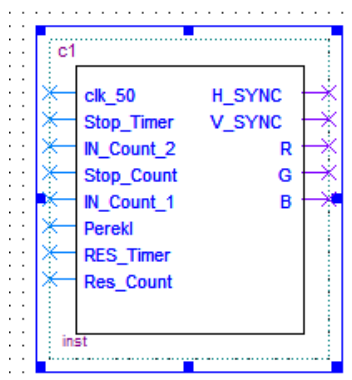 c1
clk_50 H_SYNC
Stop_Timer V_SYNC
IN_Count_2 R
Stop_Count G
IN_Count_1 B
Perekl
RES_Timer
Res_Count
inst